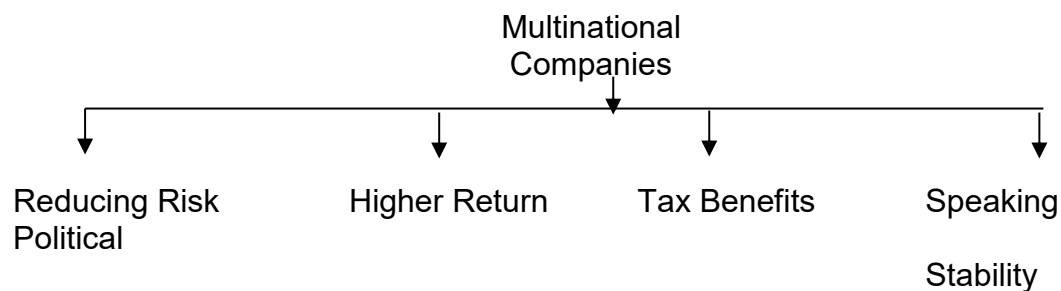 Multinational
Companies
Reducing Risk Higher Return Tax Benefits Speaking
Political
Stability